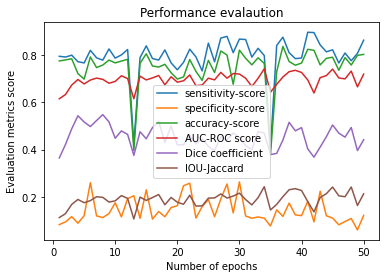 Performance evalaution
Evaluation metrics score
0.8
0.6
0.4
0.2
sensitivity-score
specificity-score
accuracy-score
AUC-ROC score
Dice coefficient
IOU-Jaccard
0 10 20 30 40 50
Number of epochs